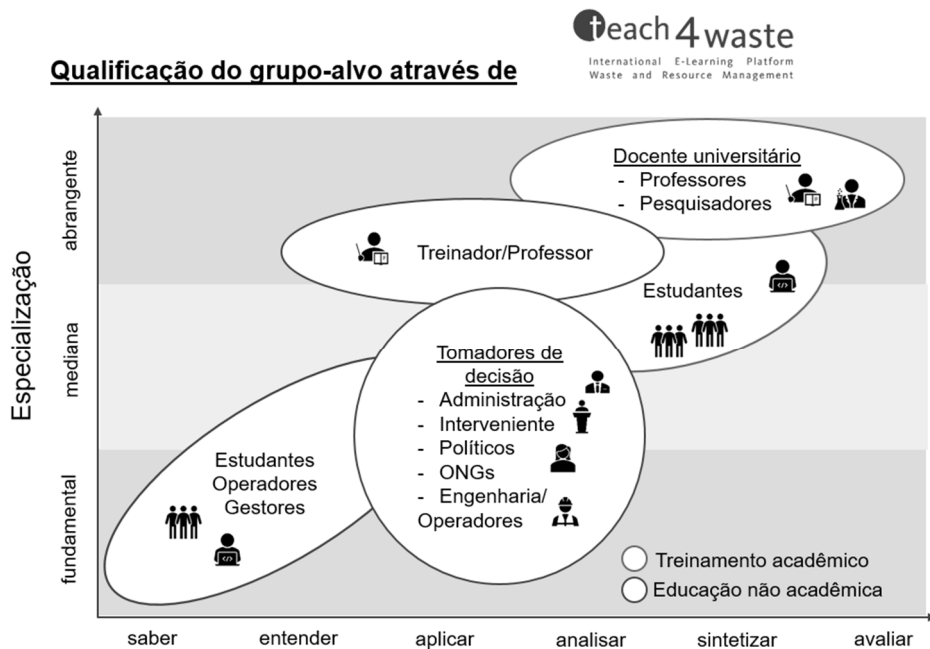 teach4waste
International E-Learning Platform
Waste and Resource Management
Qualificação do grupo-alvo através de
Especialização
abrangente
mediana
fundamental
Docente universitário
- Professores
- Pesquisadores
Treinador/Professor
Estudantes
Tomadores de
decisão
- Administração
- Interveniente
- Políticos
- ONGs
- Engenharia/
Operadores
Estudantes
Operadores
Gestores
Treinamento acadêmico
Educação não acadêmica
saber entender aplicar analisar sintetizar avaliar